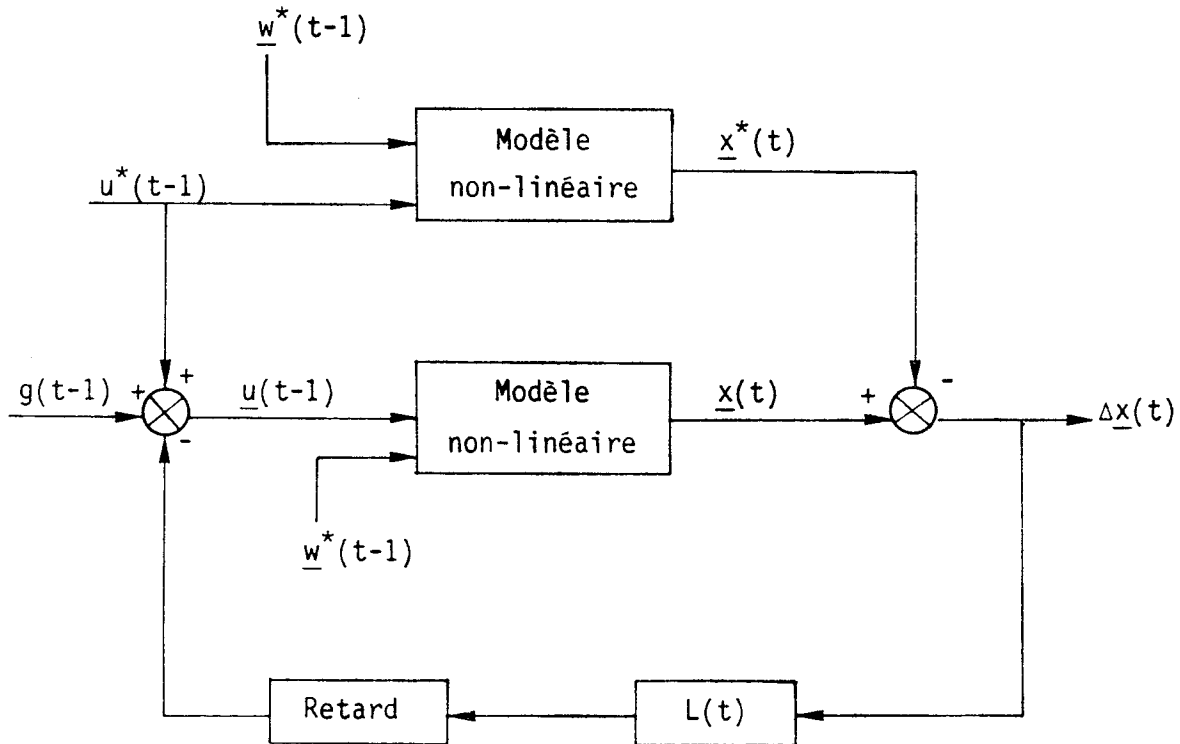 w*(t-1)
Modèle
non-linéaire
x*(t)
u*(t-1)
+
-
g(t-1) +
u(t-1)
Modèle
non-linéaire
x(t)
+
Δx(t)
-
w*(t-1)
Retard
L(t)